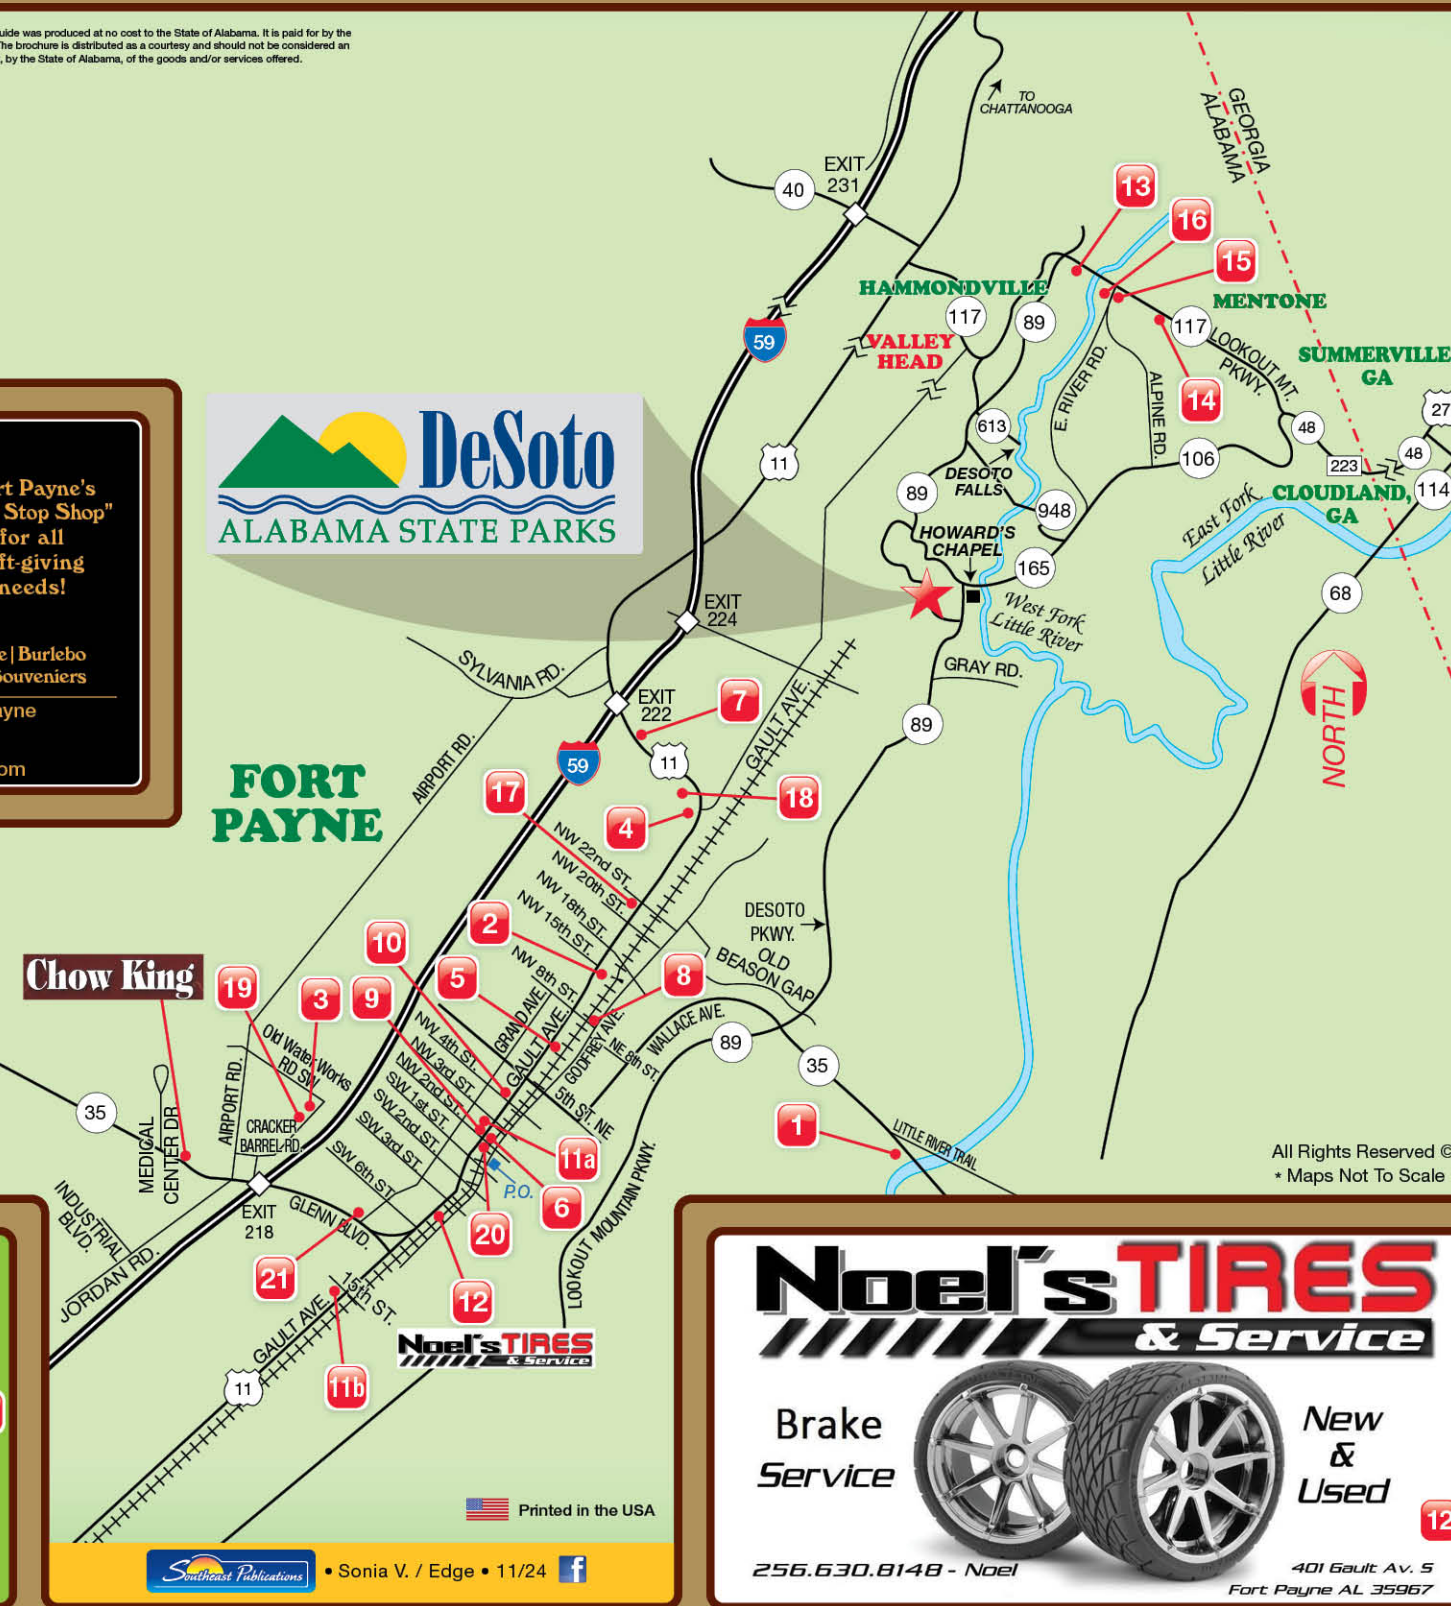 uide was produced at no cost to the State of Alabama. It is paid for by the
he brochure is distributed as a courtesy and should not be considered an
, by the State of Alabama, of the goods and/or services offered.
TO
CHATTANOOGA
GEORGIA
ALABAMA
EXIT
231
40
13
16
15
HAMMONDVILLE
MENTONE
117
89
117
59
VALLEY
HEAD
LOOKOUT MT.
PKWY.
SUMMERVILLE
GA
E. RIVER RD.
ALPINE RD.
14
27
613
48
48
11
106
223
DESOTO
FALLS
89
948
CLOUDLAND,
GA
114
DeSoto
ALABAMA STATE PARKS
HOWARD'S
CHAPEL
East Fork
Little River
165
68
rt Payne's
Stop Shop"
for all
ft-giving
needs!
e | Burlebo
Souveniers
ayne
om
EXIT
224
West Fork
Little River
SYLVANIA RD.
GRAY RD.
EXIT
222
7
GAULT AVE.
89
NORTH
AIRPORT RD.
59
11
FORT
PAYNE
17
18
4
NW 22nd ST.
NW 20th ST.
NW 18th ST.
NW 15th ST.
2
DESOTO
PKWY.
OLD
BEASON GAP
10
NW 8th ST.
Chow King
19
3
9
5
8
GRAND AVE.
GAULT AVE.
GODFREY AVE.
WALLACE AVE.
NE 8th ST.
89
Old Water Works
RD SW
NW 4th ST.
NW 3rd ST.
NW 2nd ST.
SW 1st ST.
SW 2nd ST.
SW 3rd ST.
5th ST. NE
35
35
AIRPORT RD.
CRACKER
BARREL RD.
MEDICAL
CENTER DR
SW 6th ST.
1
LITTLE RIVER TRAIL
11a
P.O.
6
20
LOOKOUT MOUNTAIN PKWY.
All Rights Reserved ©
* Maps Not To Scale
INDUSTRIAL
BLVD.
EXIT
218
GLENN BLVD.
JORDAN RD.
21
15th ST.
12
GAULT AVE.
Noel's TIRES
& Service
11b
11
Noel's TIRES
& Service
Brake
Service
New
&
Used
12
256.630.8148 - Noel
401 Gault Av. S
Fort Payne AL 35967
Printed in the USA
Southeast Publications • Sonia V. / Edge • 11/24 f